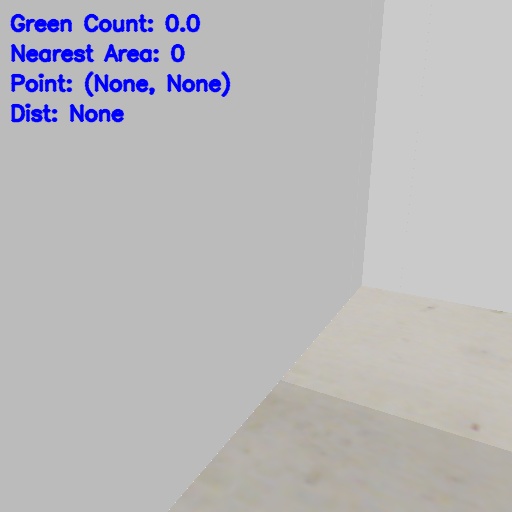 Green Count: 0.0
Nearest Area: 0
Point: (None, None)
Dist: None